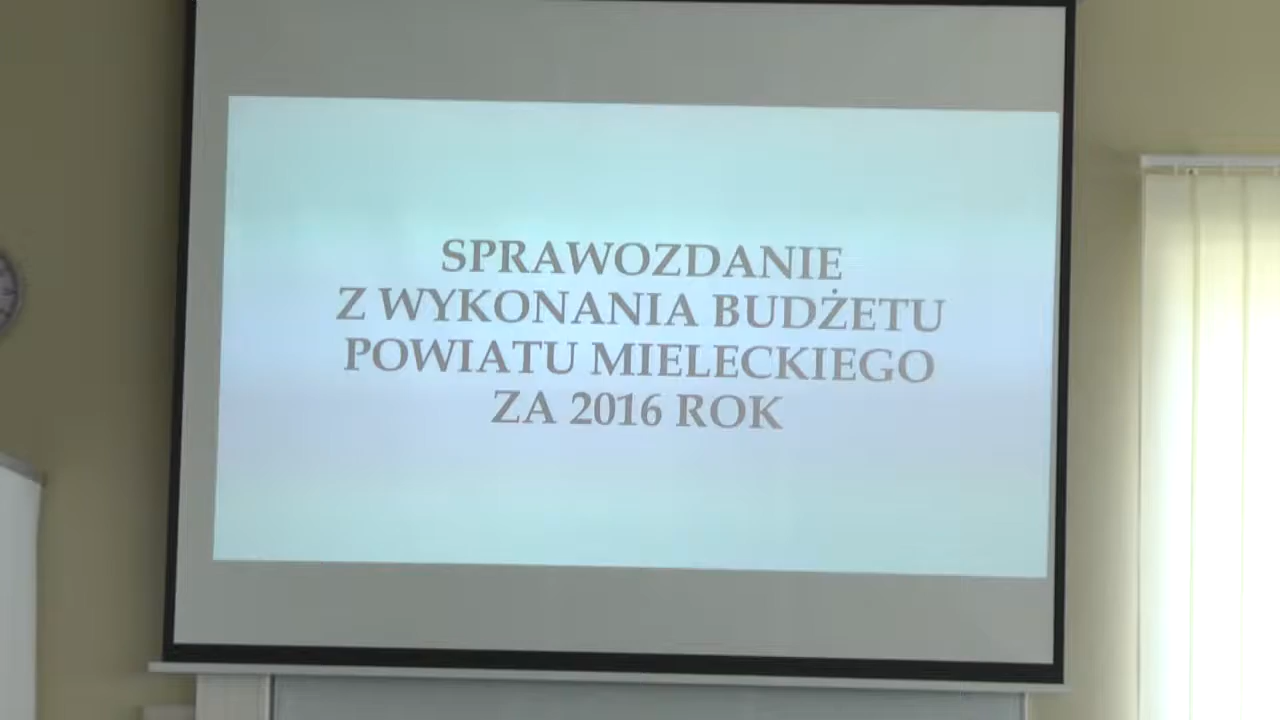 SPRAWOZDANIE
Z WYKONANIA BUDŻETU
POWIATU MIELECKIEGO
ZA 2016 ROK